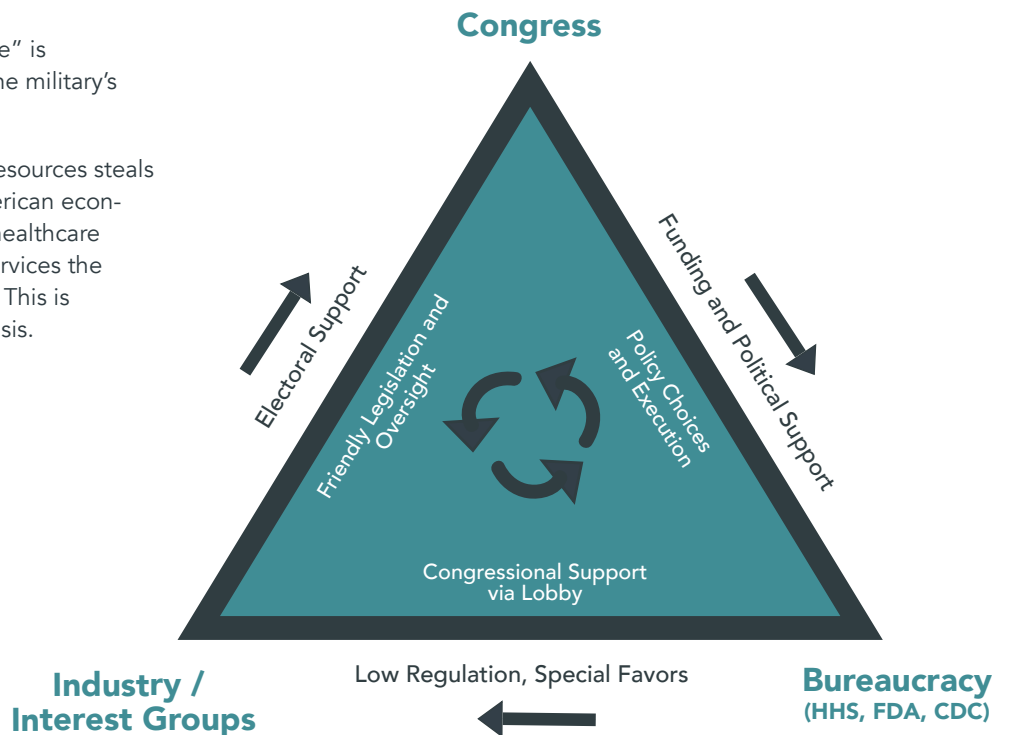 e” is
he military’s
esources steals
erican econ-
healthcare
rvices the
This is
sis.
Congress
Electoral Support
Friendly Legislation and
Oversight
Funding and Political Support
Policy Choices
and Execution
Congressional Support
via Lobby
Low Regulation, Special Favors
Industry /
Interest Groups
Bureaucracy
(HHS, FDA, CDC)